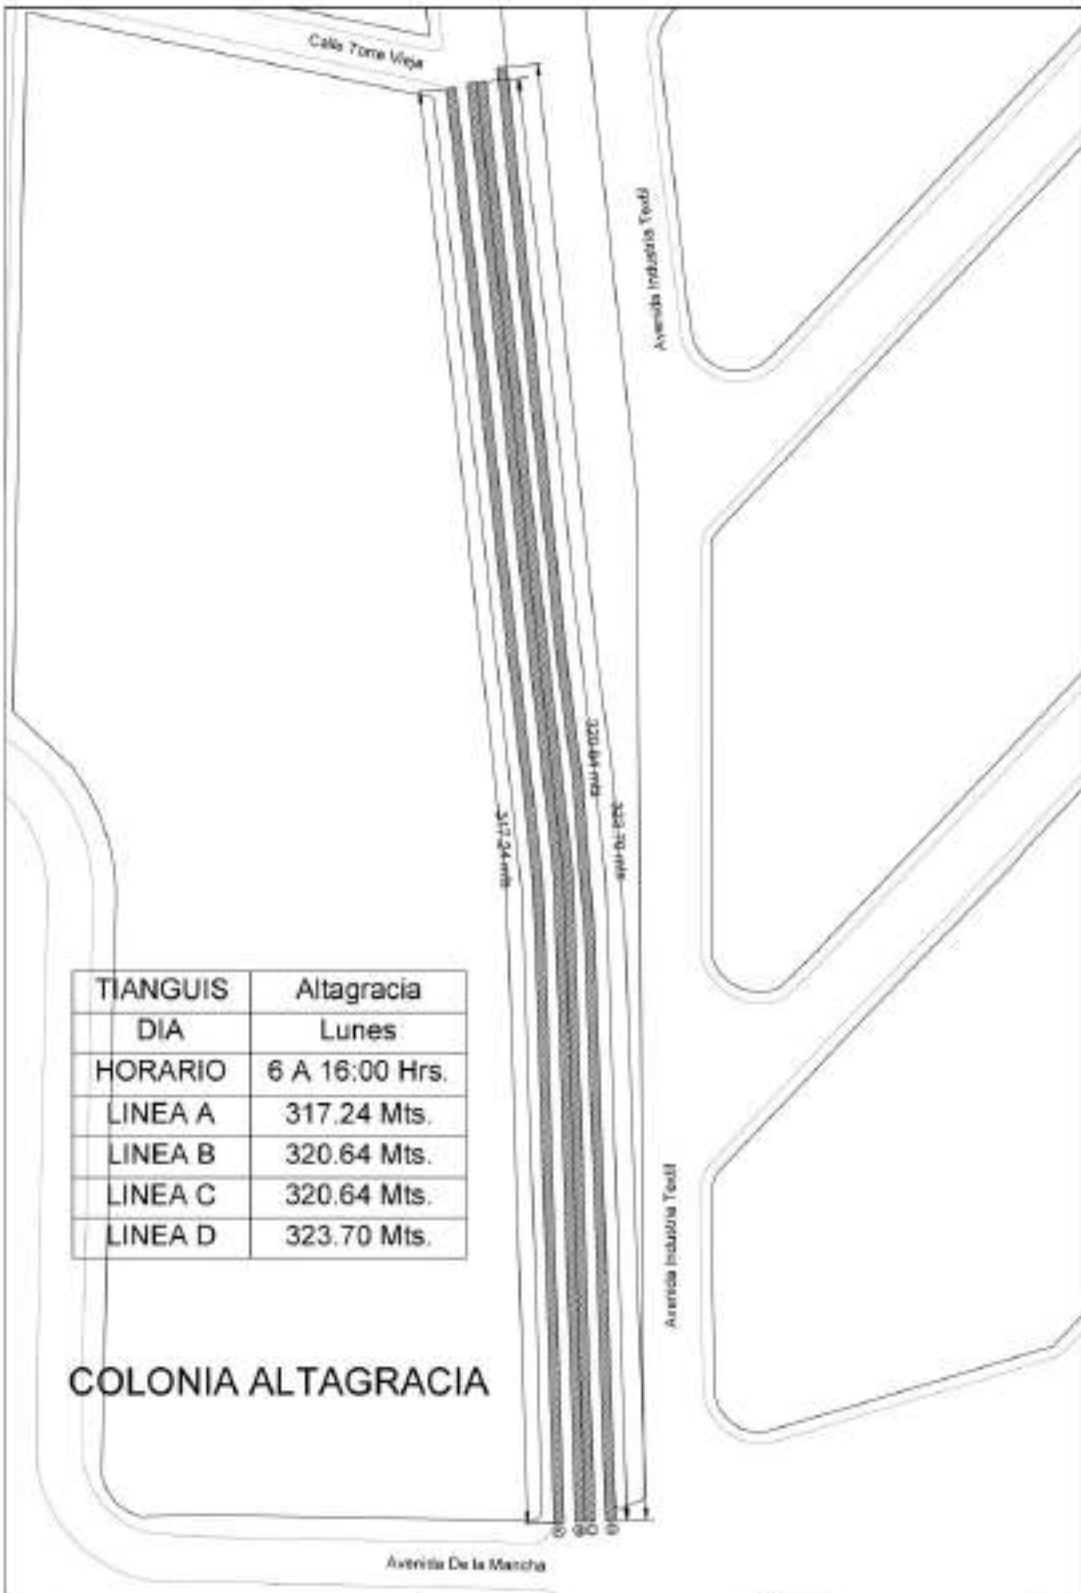 Calle Torre Vieja
Avenida Industria Textil
320.64 mts
323.70 mts
317.24 mts
TIANGUIS Altagracia
DIA Lunes
HORARIO 6 A 16:00 Hrs.
LINEA A 317.24 Mts.
LINEA B 320.64 Mts.
LINEA C 320.64 Mts.
LINEA D 323.70 Mts.
Avenida Industria Textil
COLONIA ALTAGRACIA
Avenida De la Mancha